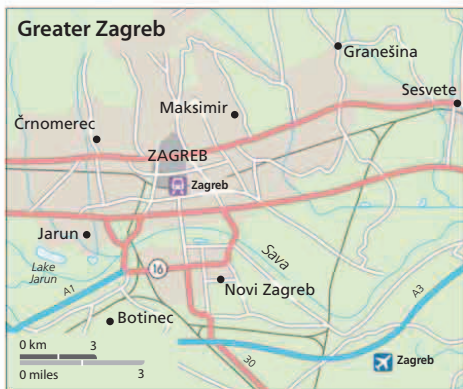 Greater Zagreb
Granešina
Sesvete
Maksimir
Črnomerec
ZAGREB
Zagreb
Jarun
Sava
Lake
Jarun
A1
16
Novi Zagreb
A3
Botinec
30
0 km 3
0 miles 3
Zagreb